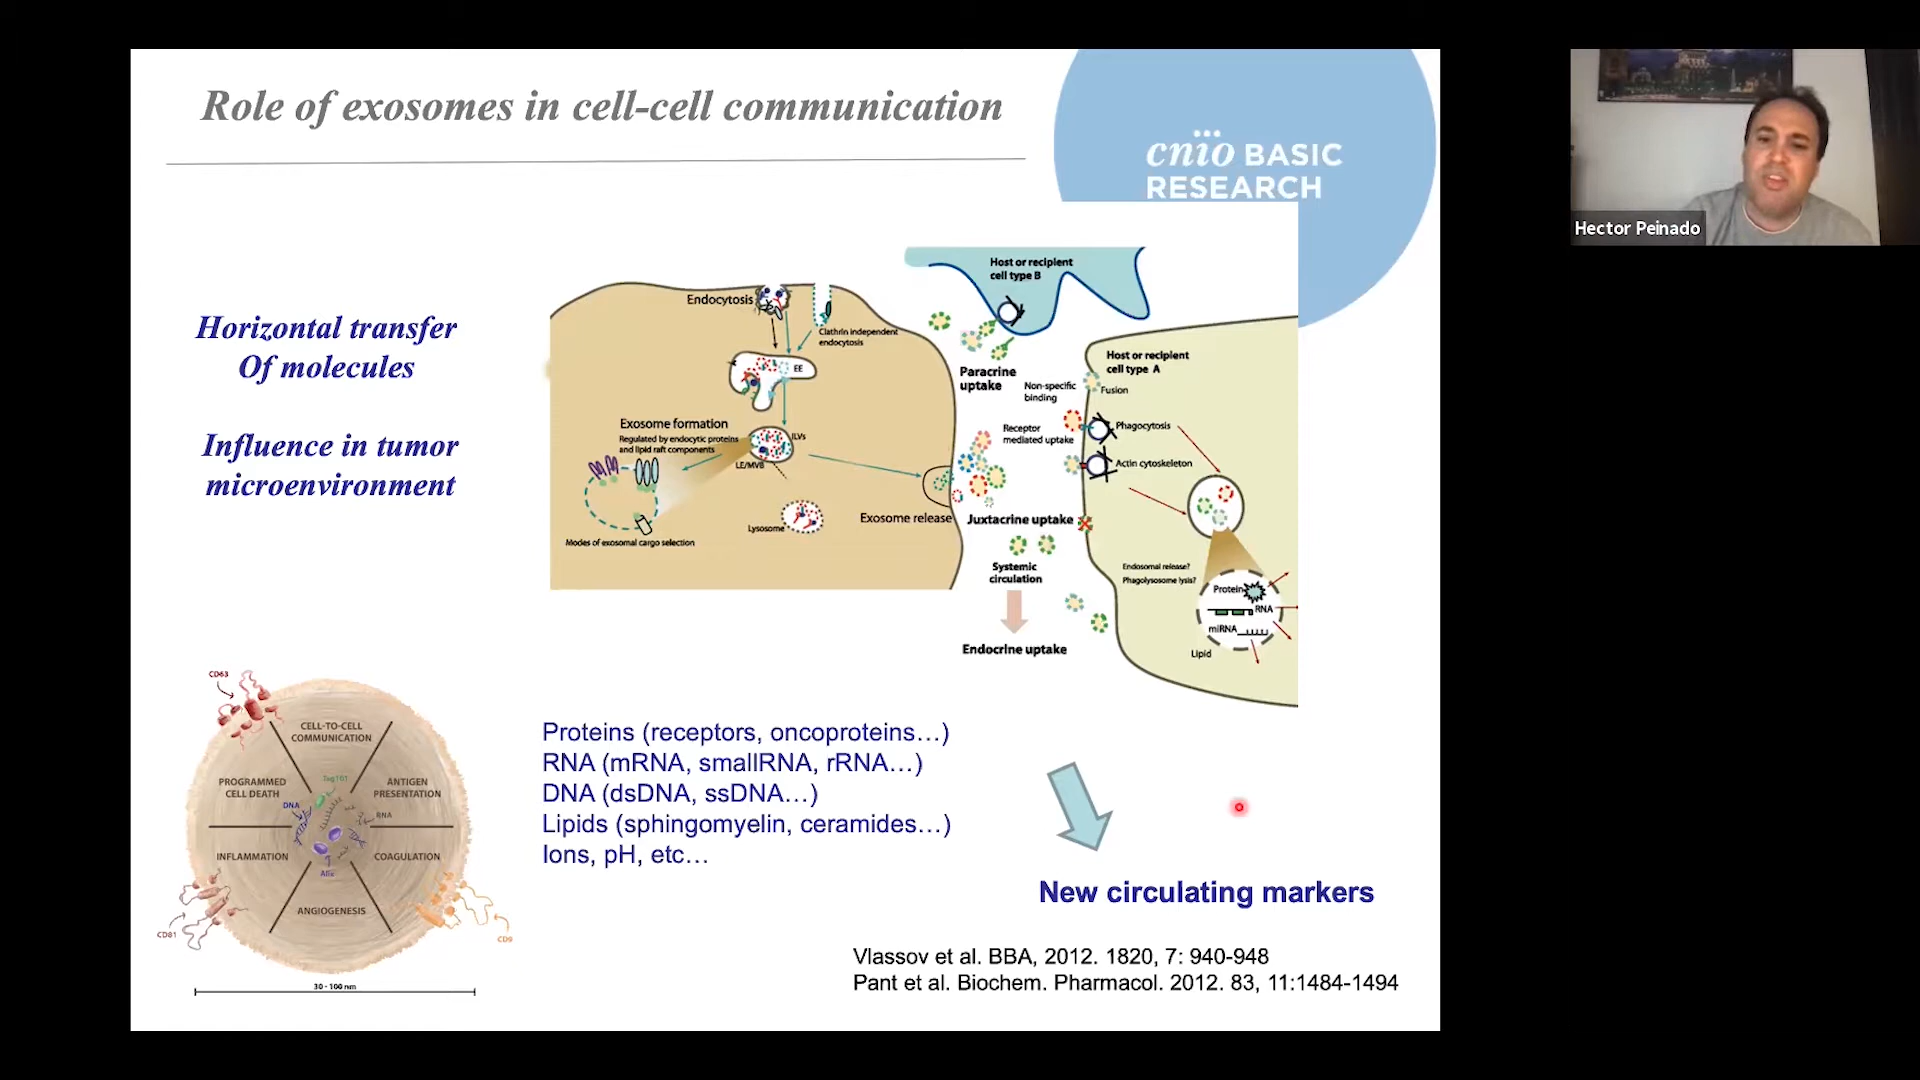 Role of exosomes in cell-cell communication
cnio BASIC
RESEARCH
Hector Peinado
Horizontal transfer
Of molecules
Influence in tumor
microenvironment
Endocytosis
Clathrin independent
endocytosis
EE
Exosome formation
Regulated by endocytic proteins
and lipid raft components
ILVs
LE/MVB
Lysosome
Modes of exosomal cargo selection
Exosome release
Host or recipient
cell type B
Paracrine
uptake
Non-specific
binding
Receptor
mediated uptake
Juxtacrine uptake
Systemic
circulation
Endocrine uptake
Host or recipient
cell type A
Fusion
Phagocytosis
Actin cytoskeleton
Endosomal release?
Phagolysosome lysis?
Protein
RNA
miRNA
Lipid
CD63
CELL-TO-CELL
COMMUNICATION
PROGRAMMED
CELL DEATH
ANTIGEN
PRESENTATION
Tsg101
DNA
RNA
INFLAMMATION
COAGULATION
Alix
ANGIOGENESIS
CD81
CD9
30 - 100 nm
Proteins (receptors, oncoproteins…)
RNA (mRNA, smallRNA, rRNA…)
DNA (dsDNA, ssDNA…)
Lipids (sphingomyelin, ceramides…)
Ions, pH, etc…
New circulating markers
Vlassov et al. BBA, 2012. 1820, 7: 940-948
Pant et al. Biochem. Pharmacol. 2012. 83, 11:1484-1494